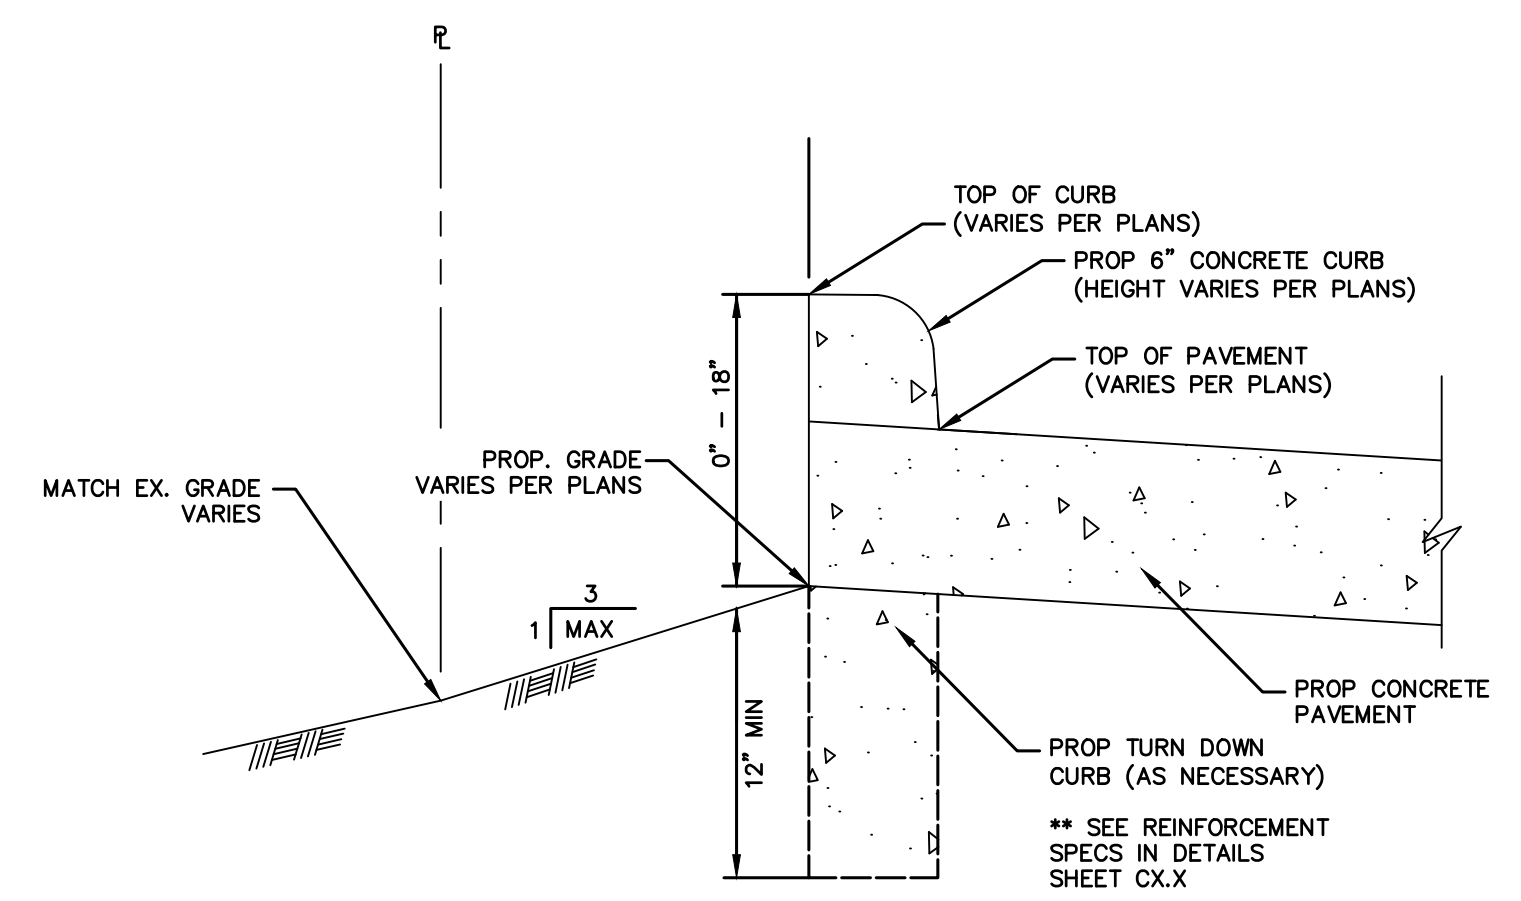 PL
TOP OF CURB
(VARIES PER PLANS)
PROP 6" CONCRETE CURB
(HEIGHT VARIES PER PLANS)
TOP OF PAVEMENT
(VARIES PER PLANS)
0" - 18"
PROP. GRADE
VARIES PER PLANS
MATCH EX. GRADE
VARIES
3
1 MAX
12" MIN
PROP CONCRETE
PAVEMENT
PROP TURN DOWN
CURB (AS NECESSARY)
** SEE REINFORCEMENT
SPECS IN DETAILS
SHEET CX.X